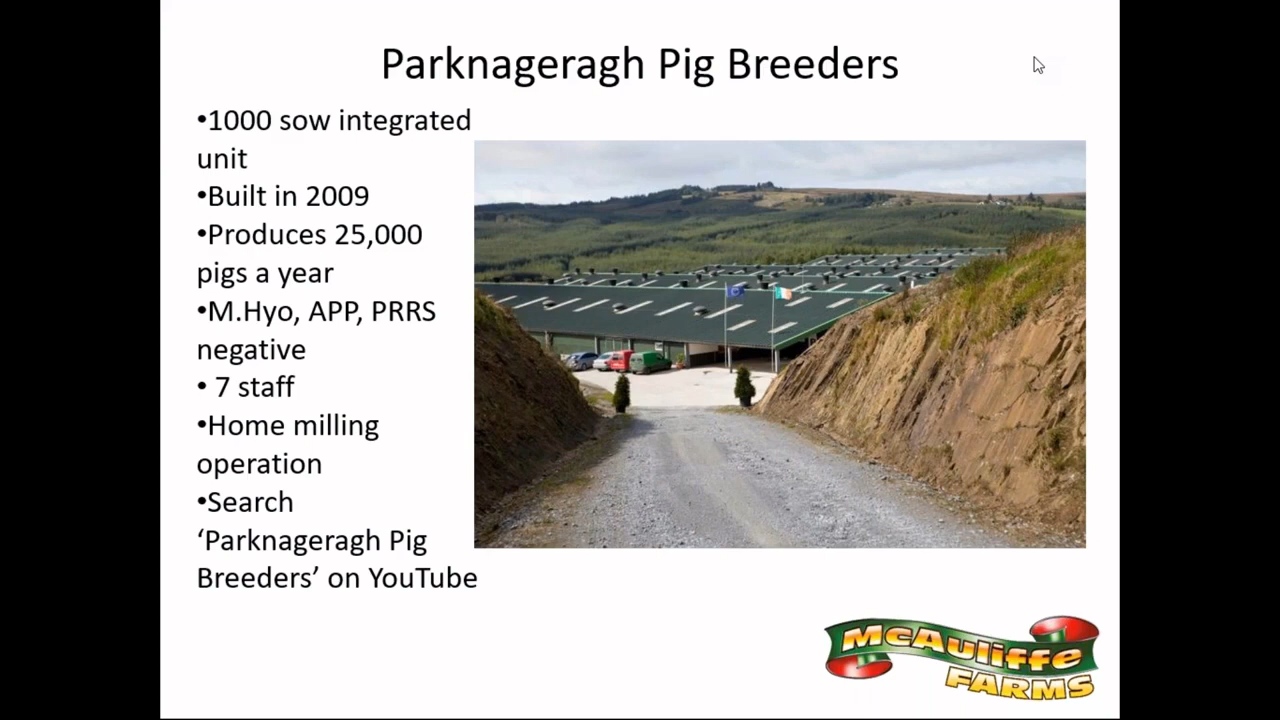 Parknageragh Pig Breeders
•1000 sow integrated
unit
•Built in 2009
•Produces 25,000
pigs a year
•M.Hyo, APP, PRRS
negative
• 7 staff
•Home milling
operation
•Search
‘Parknageragh Pig
Breeders’ on YouTube
McAuliffe
FARMS